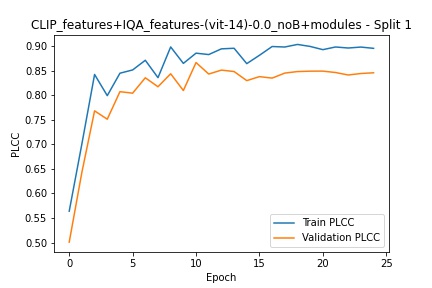 CLIP_features+IQA_features-(vit-14)-0.0_noB+modules - Split 1
0.90
0.85
0.80
0.75
0.70
0.65
0.60
0.55
0.50
PLCC
Train PLCC
Validation PLCC
0 5 10 15 20 25
Epoch